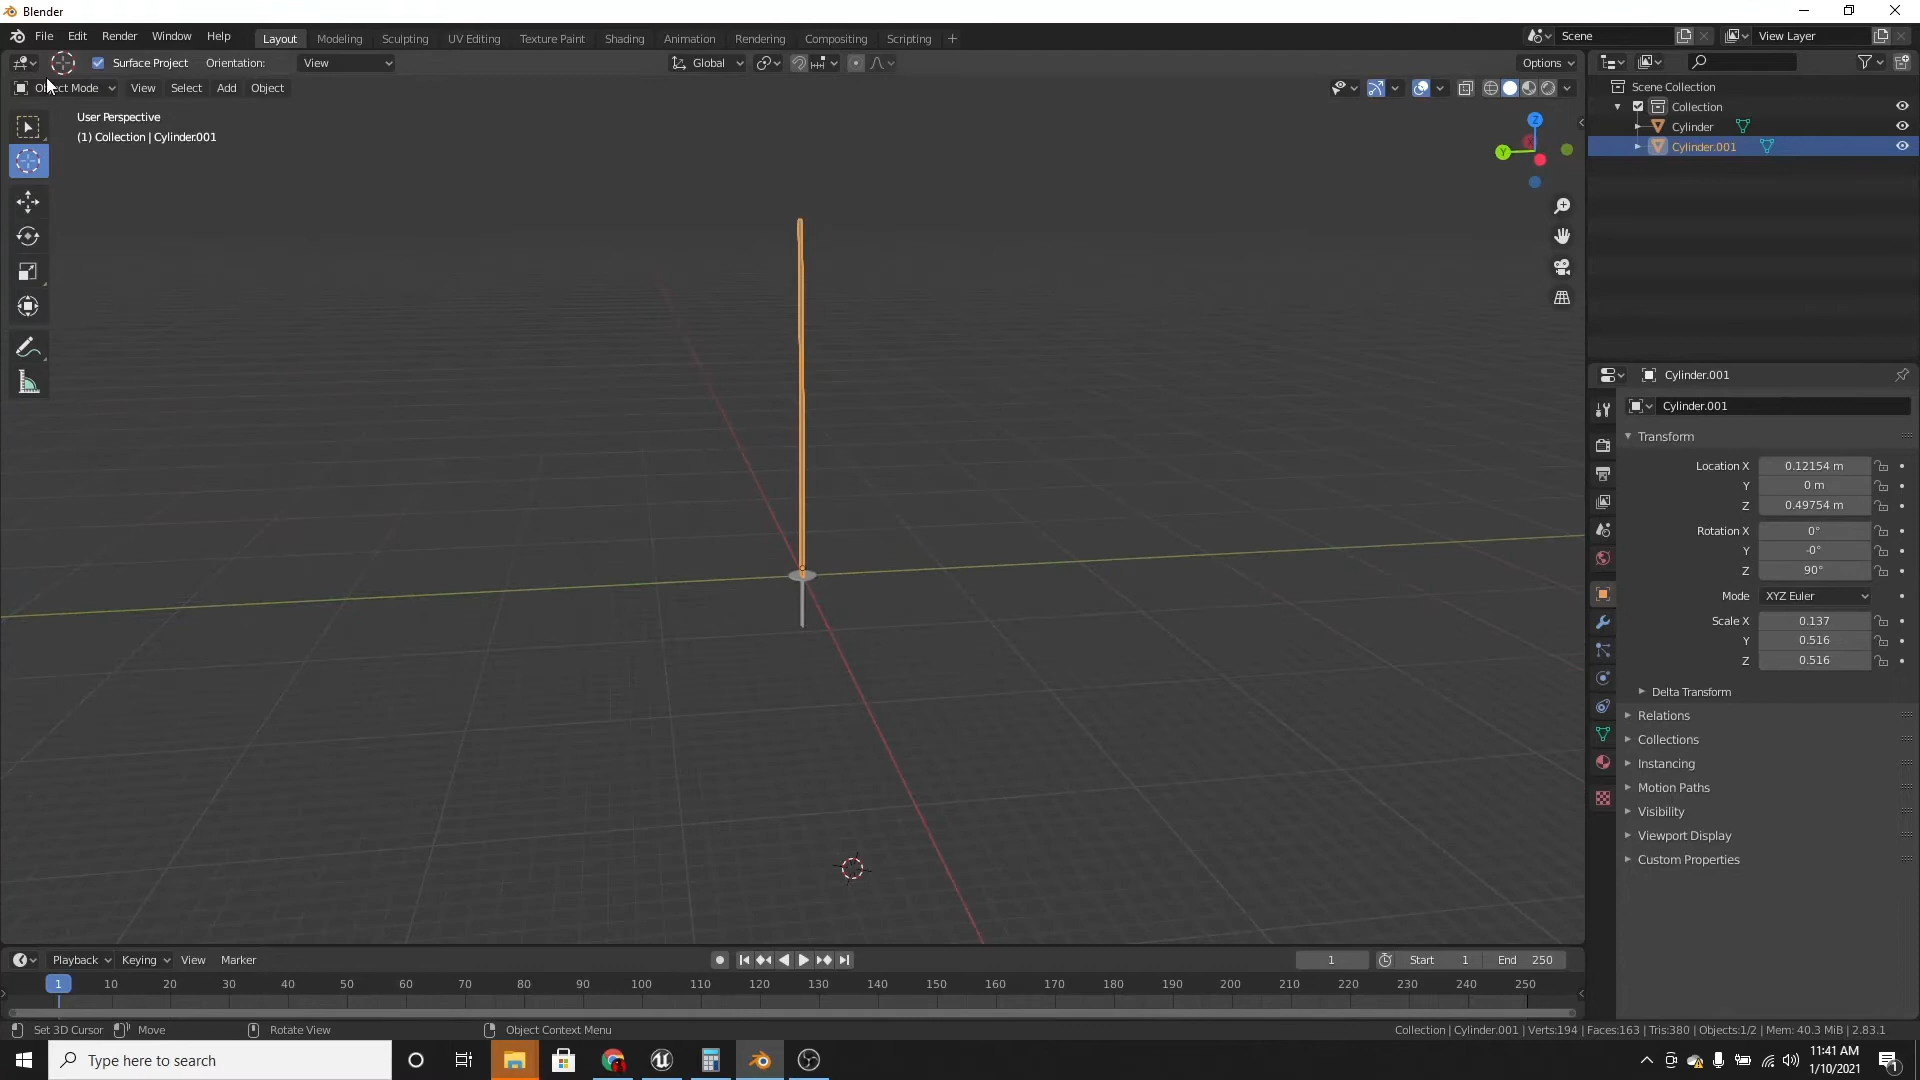 Blender
File Edit Render Window Help Layout Modeling Sculpting UV Editing Texture Paint Shading Animation Rendering Compositing Scripting + Scene View Layer
Surface Project Orientation: View Global Options
Object Mode View Select Add Object
User Perspective
(1) Collection | Cylinder.001
Z
Y
X
Scene Collection
Collection
Cylinder
Cylinder.001
Cylinder.001
Cylinder.001
Transform
Location X 0.12154 m
Y 0 m
Z 0.49754 m
Rotation X 0°
Y -0°
Z 90°
Mode XYZ Euler
Scale X 0.137
Y 0.516
Z 0.516
Delta Transform
Relations
Collections
Instancing
Motion Paths
Visibility
Viewport Display
Custom Properties
Playback Keying View Marker 1 Start 1 End 250
1 10 20 30 40 50 60 70 80 90 100 110 120 130 140 150 160 170 180 190 200 210 220 230 240 250
Set 3D Cursor Move Rotate View Object Context Menu Collection | Cylinder.001 | Verts:194 | Faces:163 | Tris:380 | Objects:1/2 | Mem: 40.3 MiB | 2.83.1
Type here to search
11:41 AM
1/10/2021
1